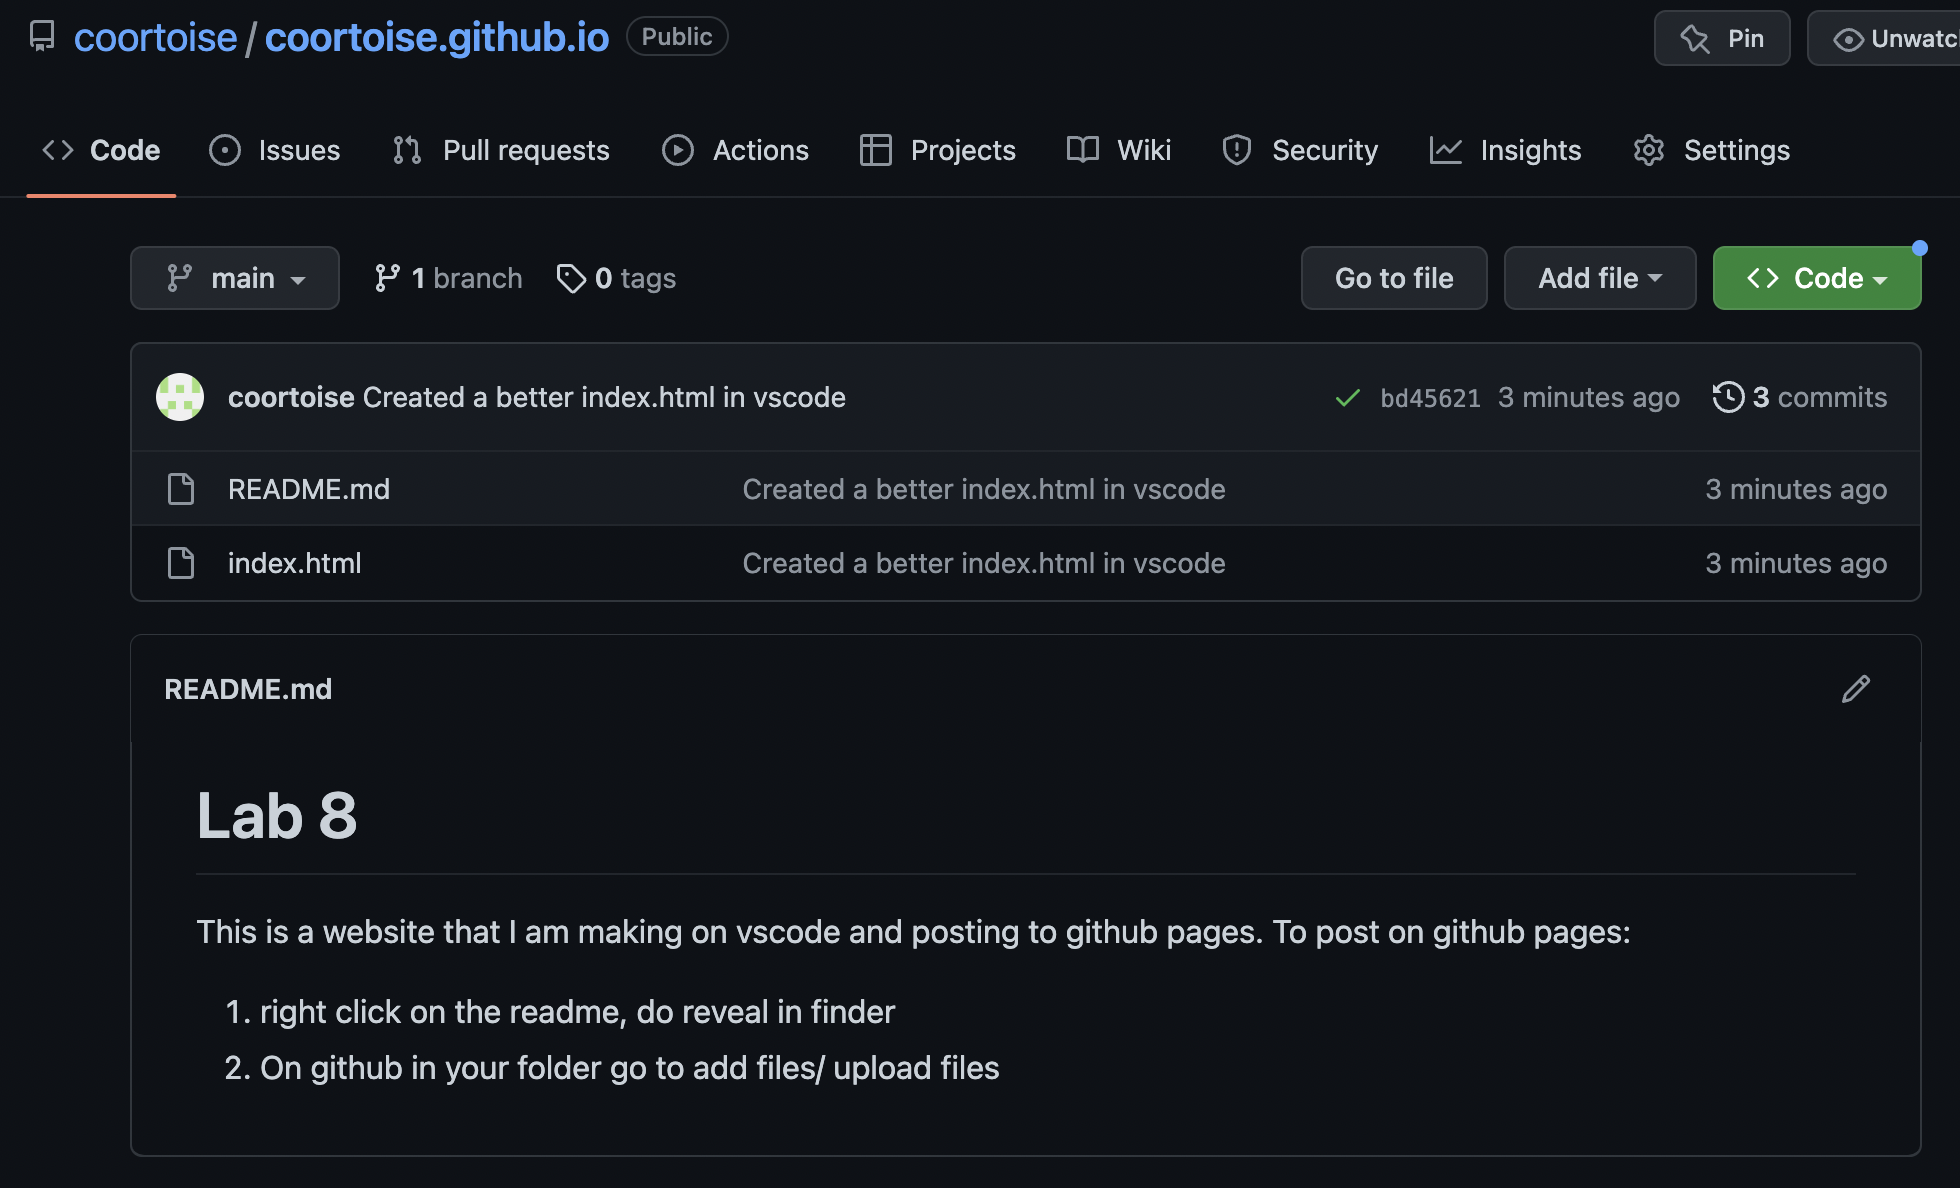 coortoise / coortoise.github.io Public Pin Unwatc
Code Issues Pull requests Actions Projects Wiki Security Insights Settings
main 1 branch 0 tags Go to file Add file Code
coortoise Created a better index.html in vscode bd45621 3 minutes ago 3 commits
README.md Created a better index.html in vscode 3 minutes ago
index.html Created a better index.html in vscode 3 minutes ago
README.md
Lab 8
This is a website that I am making on vscode and posting to github pages. To post on github pages:
1. right click on the readme, do reveal in finder
2. On github in your folder go to add files/ upload files